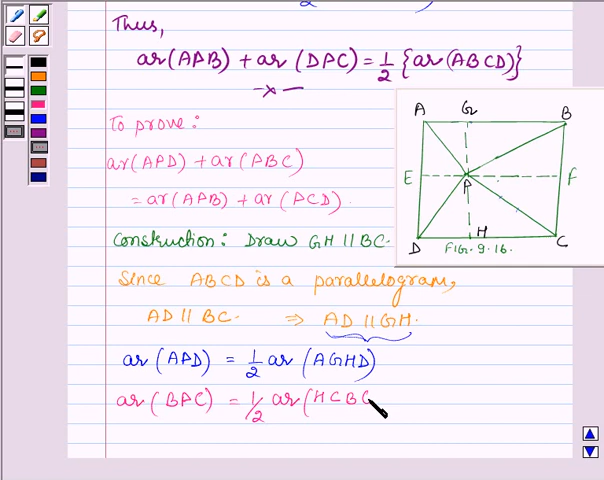 2
Thus,
ar(APB) + ar(DPC) = 1/2 {ar(ABCD)}
—x—
To prove:
ar(APD) + ar(PBC)
= ar(APB) + ar(PCD).
Construction: Draw GH || BC.
Since ABCD is a parallelogram,
AD || BC. ⇒ AD || GH.
ar(APD) = 1/2 ar(AGHD)
ar(BPC) = 1/2 ar(HCBG
A G B
E P F
D H C
FIG. 9.16.